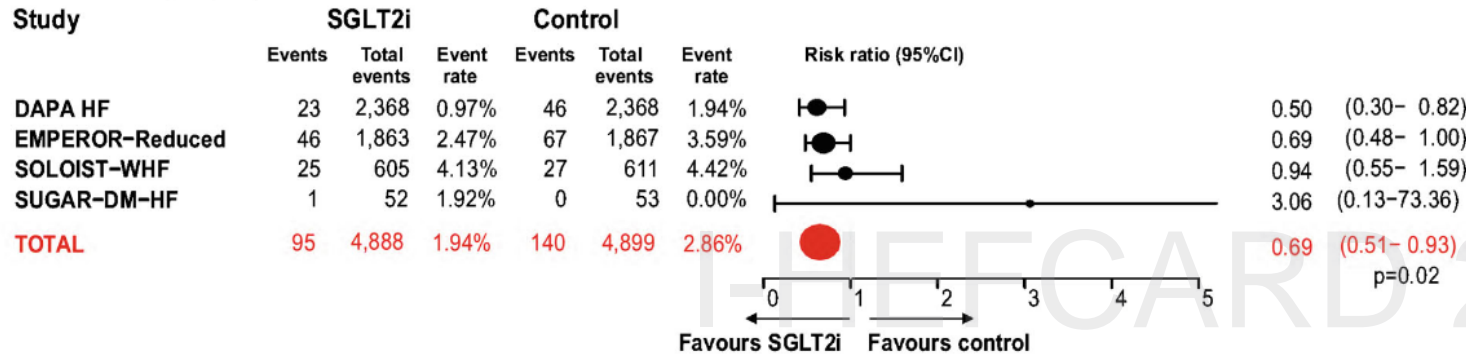 Study SGLT2i Control
Events Total events Event rate Events Total events Event rate Risk ratio (95%CI)
DAPA HF 23 2,368 0.97% 46 2,368 1.94% 0.50 (0.30− 0.82)
EMPEROR−Reduced 46 1,863 2.47% 67 1,867 3.59% 0.69 (0.48− 1.00)
SOLOIST−WHF 25 605 4.13% 27 611 4.42% 0.94 (0.55− 1.59)
SUGAR−DM−HF 1 52 1.92% 0 53 0.00% 3.06 (0.13−73.36)
TOTAL 95 4,888 1.94% 140 4,899 2.86% 0.69 (0.51− 0.93)
p=0.02
0 1 2 3 4 5
Favours SGLT2i Favours control
I-HEFCARD 2